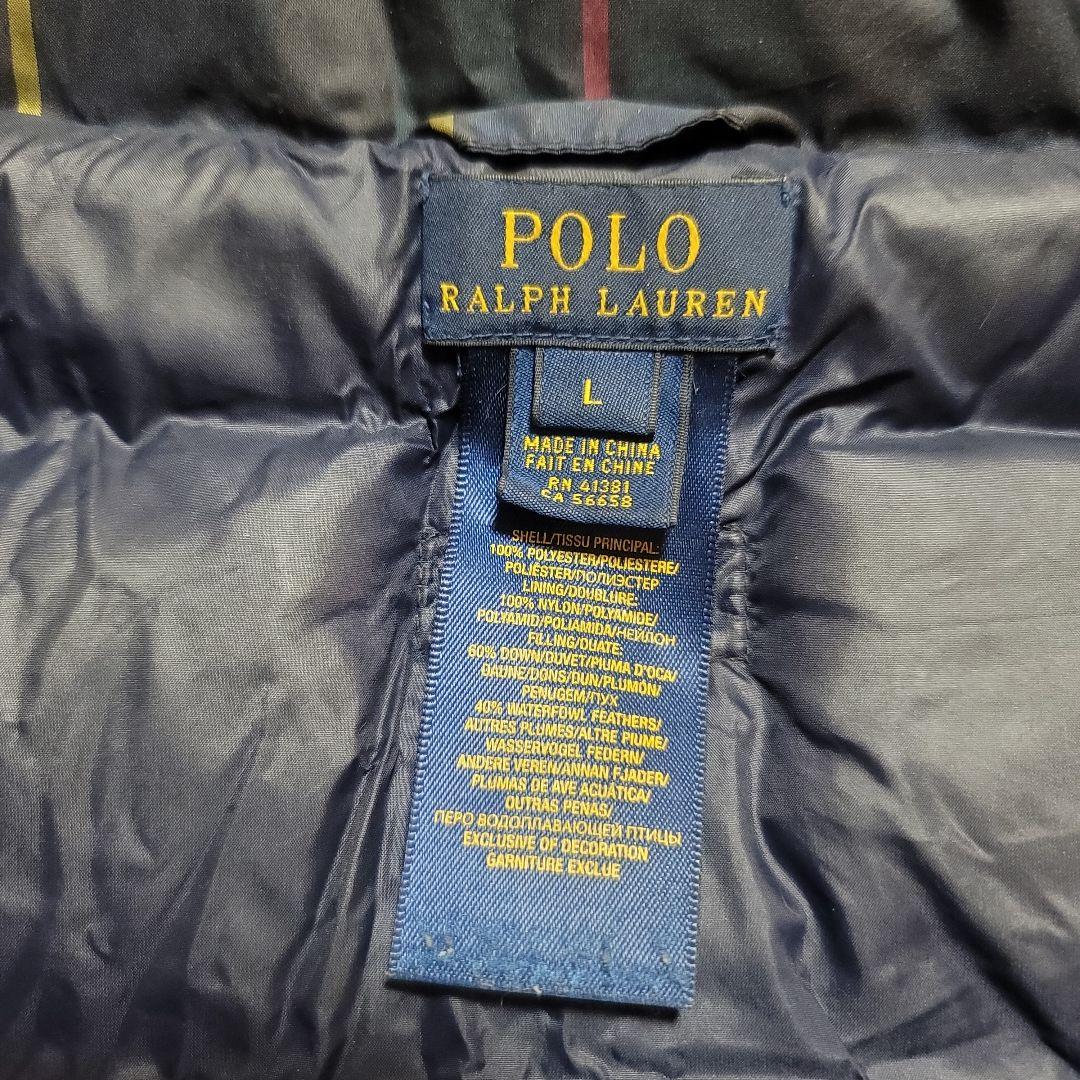 POLO
RALPH LAUREN
L
MADE IN CHINA
FAIT EN CHINE
RN 41381
CA 56658
SHELL/TISSU PRINCIPAL:
100% POLYESTER/POLIESTERE/
POLIÉSTER/ПОЛИЭСТЕР
LINING/DOUBLURE:
100% NYLON/POLYAMIDE/
POLYAMID/POLIAMIDA/НЕЙЛОН
FILLING/OUATE:
60% DOWN/DUVET/PIUMA D'OCA/
DAUNE/DONS/DUN/PLUMÓN/
PENUGEM/ПУХ
40% WATERFOWL FEATHERS/
AUTRES PLUMES/ALTRE PIUME/
WASSERVOGEL FEDERN/
ANDERE VEREN/ANNAN FJADER/
PLUMAS DE AVE ACUÁTICA/
OUTRAS PENAS/
ПЕРО ВОДОПЛАВАЮЩЕЙ ПТИЦЫ
EXCLUSIVE OF DECORATION
GARNITURE EXCLUE